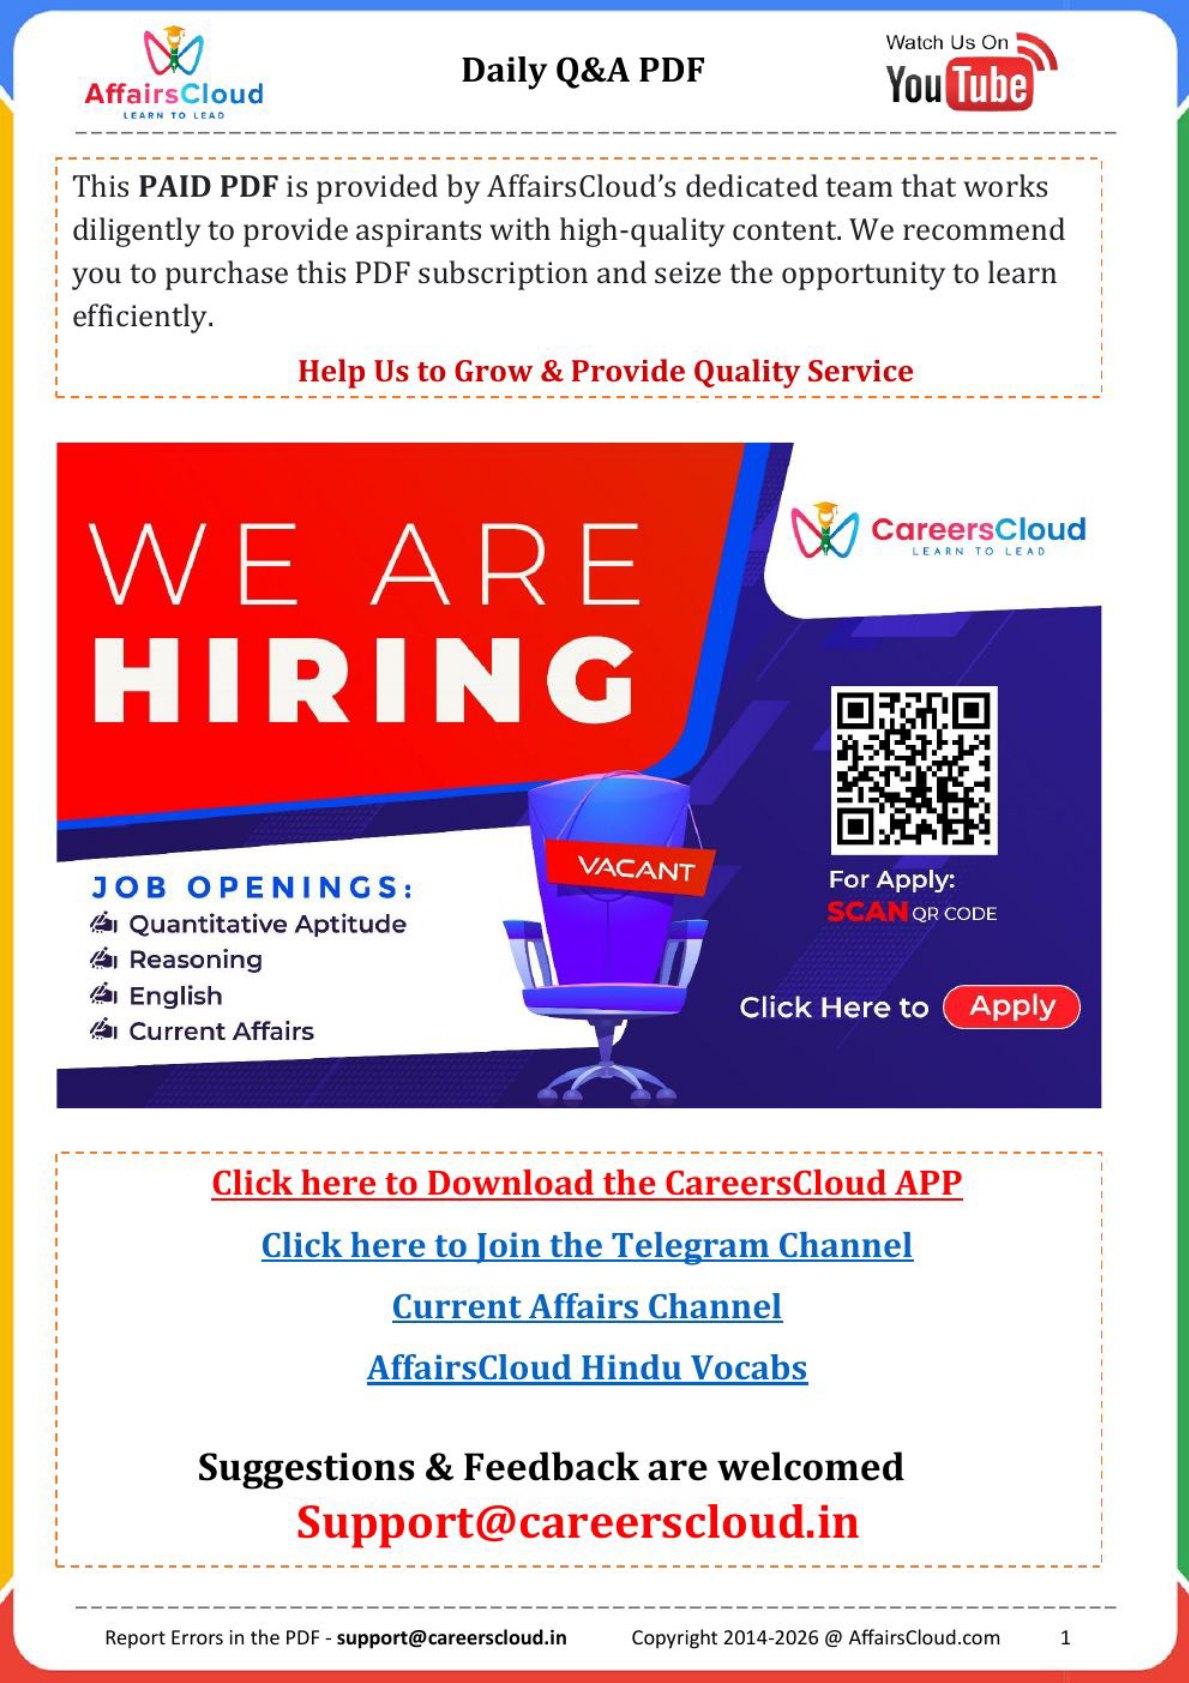 AffairsCloud
LEARN TO LEAD
Daily Q&A PDF
Watch Us On
YouTube
This PAID PDF is provided by AffairsCloud’s dedicated team that works
diligently to provide aspirants with high-quality content. We recommend
you to purchase this PDF subscription and seize the opportunity to learn
efficiently.
Help Us to Grow & Provide Quality Service
WE ARE
HIRING
CareersCloud
LEARN TO LEAD
VACANT
JOB OPENINGS:
Quantitative Aptitude
Reasoning
English
Current Affairs
For Apply:
SCAN QR CODE
Click Here to Apply
Click here to Download the CareersCloud APP
Click here to Join the Telegram Channel
Current Affairs Channel
AffairsCloud Hindu Vocabs
Suggestions & Feedback are welcomed
Support@careerscloud.in
Report Errors in the PDF - support@careerscloud.in Copyright 2014-2026 @ AffairsCloud.com 1